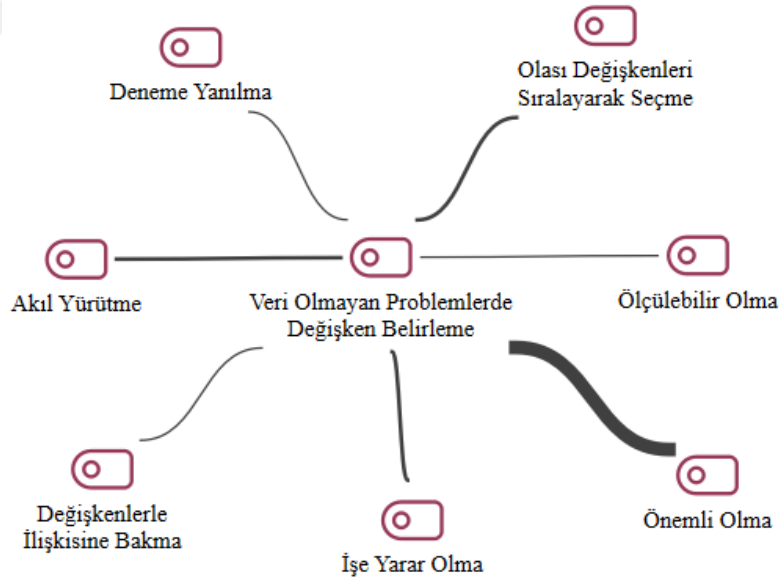 Deneme Yanılma
Olası Değişkenleri
Sıralayarak Seçme
Akıl Yürütme
Veri Olmayan Problemlerde
Değişken Belirleme
Ölçülebilir Olma
Değişkenlerle
İlişkisine Bakma
İşe Yarar Olma
Önemli Olma